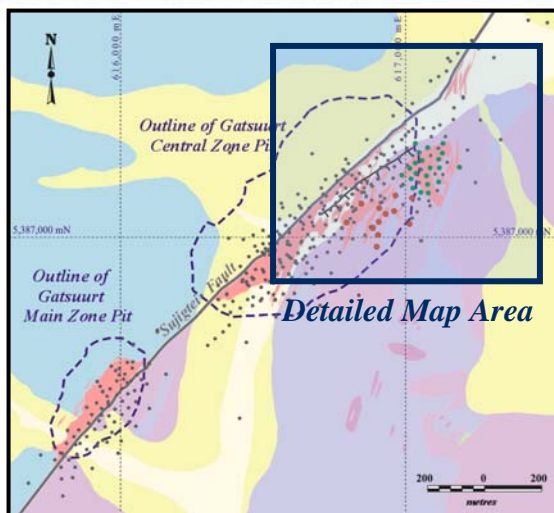 N
616,000 mE
617,000 mE
Outline of Gatsuurt
Central Zone Pit
5,387,000 mN
5,387,000 mN
Outline of
Gatsuurt
Main Zone Pit
Sujigtei Fault
Detailed Map Area
200 0 200
metres